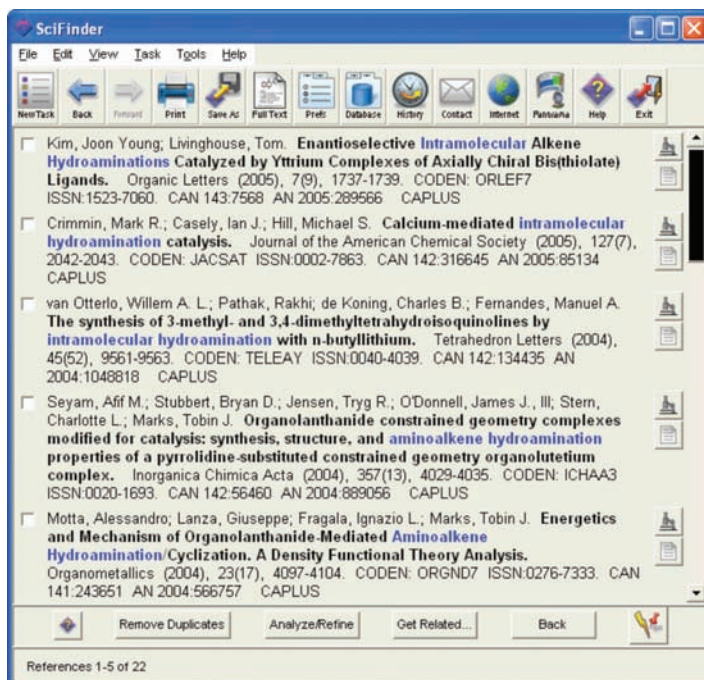 SciFinder
File Edit View Task Tools Help
New Task Back Forward Print Save As Full Text Prefs Database History Contact Internet Panorama Help Exit
Kim, Joon Young; Livinghouse, Tom. Enantioselective Intramolecular Alkene
Hydroaminations Catalyzed by Yttrium Complexes of Axially Chiral Bis(thiolate)
Ligands. Organic Letters (2005), 7(9), 1737-1739. CODEN: ORLEF7
ISSN:1523-7060. CAN 143:7568 AN 2005:289566 CAPLUS
Crimmin, Mark R.; Casely, Ian J.; Hill, Michael S. Calcium-mediated intramolecular
hydroamination catalysis. Journal of the American Chemical Society (2005), 127(7),
2042-2043. CODEN: JACSAT ISSN:0002-7863. CAN 142:316645 AN 2005:85134
CAPLUS
van Otterlo, Willem A. L.; Pathak, Rakhi; de Koning, Charles B.; Fernandes, Manuel A.
The synthesis of 3-methyl- and 3,4-dimethyltetrahydroisoquinolines by
intramolecular hydroamination with n-butyllithium. Tetrahedron Letters (2004),
45(52), 9561-9563. CODEN: TELEAY ISSN:0040-4039. CAN 142:134435 AN
2004:1048818 CAPLUS
Seyam, Afif M.; Stubbert, Bryan D.; Jensen, Tryg R.; O'Donnell, James J., III; Stern,
Charlotte L.; Marks, Tobin J. Organolanthanide constrained geometry complexes
modified for catalysis: synthesis, structure, and aminoalkene hydroamination
properties of a pyrrolidine-substituted constrained geometry organolutetium
complex. Inorganica Chimica Acta (2004), 357(13), 4029-4035. CODEN: ICHAA3
ISSN:0020-1693. CAN 142:56460 AN 2004:889056 CAPLUS
Motta, Alessandro; Lanza, Giuseppe; Fragala, Ignazio L.; Marks, Tobin J. Energetics
and Mechanism of Organolanthanide-Mediated Aminoalkene
Hydroamination/Cyclization. A Density Functional Theory Analysis.
Organometallics (2004), 23(17), 4097-4104. CODEN: ORGND7 ISSN:0276-7333. CAN
141:243651 AN 2004:566757 CAPLUS
Remove Duplicates Analyze/Refine Get Related... Back
References 1-5 of 22